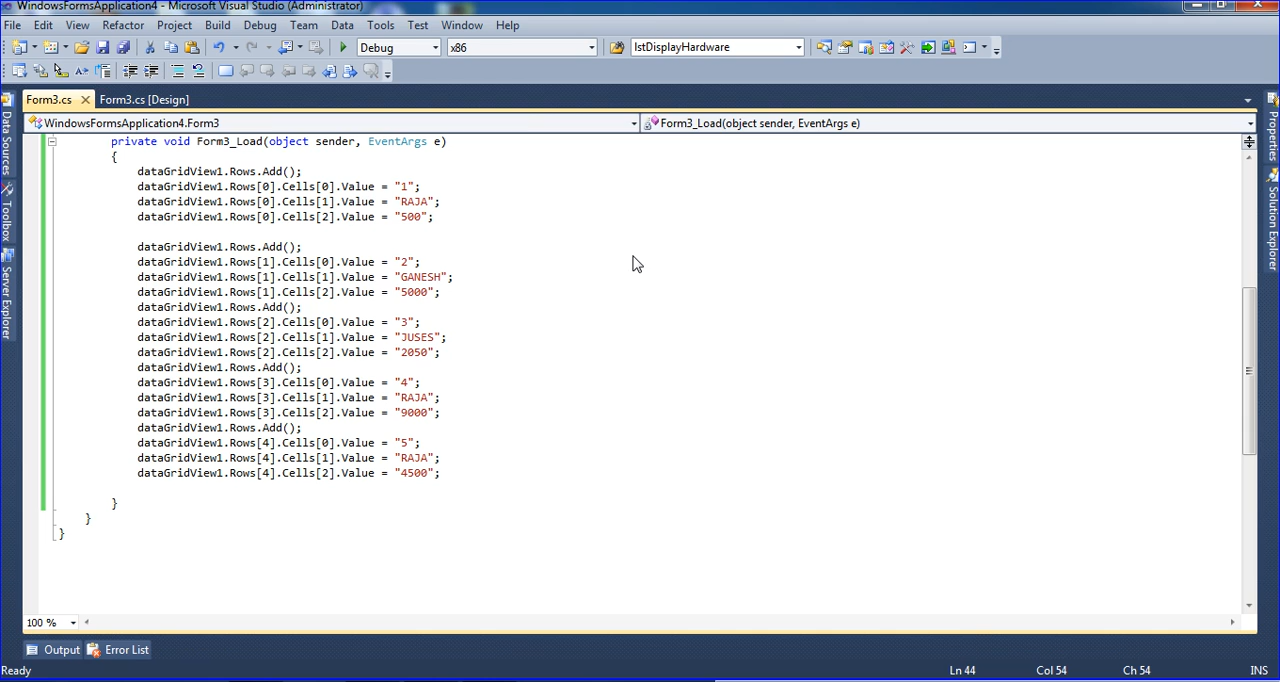 WindowsFormsApplication4 - Microsoft Visual Studio (Administrator)
File Edit View Refactor Project Build Debug Team Data Tools Test Window Help
Debug x86 lstDisplayHardware
Form3.cs Form3.cs [Design]
WindowsFormsApplication4.Form3 Form3_Load(object sender, EventArgs e)
private void Form3_Load(object sender, EventArgs e)
{
dataGridView1.Rows.Add();
dataGridView1.Rows[0].Cells[0].Value = "1";
dataGridView1.Rows[0].Cells[1].Value = "RAJA";
dataGridView1.Rows[0].Cells[2].Value = "500";
dataGridView1.Rows.Add();
dataGridView1.Rows[1].Cells[0].Value = "2";
dataGridView1.Rows[1].Cells[1].Value = "GANESH";
dataGridView1.Rows[1].Cells[2].Value = "5000";
dataGridView1.Rows.Add();
dataGridView1.Rows[2].Cells[0].Value = "3";
dataGridView1.Rows[2].Cells[1].Value = "JUSES";
dataGridView1.Rows[2].Cells[2].Value = "2050";
dataGridView1.Rows.Add();
dataGridView1.Rows[3].Cells[0].Value = "4";
dataGridView1.Rows[3].Cells[1].Value = "RAJA";
dataGridView1.Rows[3].Cells[2].Value = "9000";
dataGridView1.Rows.Add();
dataGridView1.Rows[4].Cells[0].Value = "5";
dataGridView1.Rows[4].Cells[1].Value = "RAJA";
dataGridView1.Rows[4].Cells[2].Value = "4500";
}
}
}
Data Sources
Toolbox
Server Explorer
Properties
Solution Explorer
100 %
Output Error List
Ready Ln 44 Col 54 Ch 54 INS